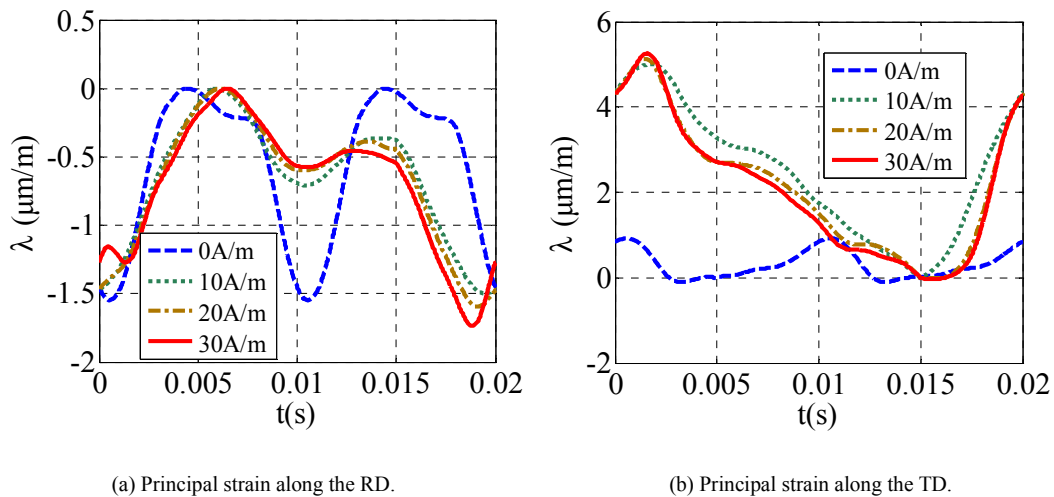 0.5
0
-0.5
-1
-1.5
-2
λ (μm/m)
0A/m
10A/m
20A/m
30A/m
0 0.005 0.01 0.015 0.02
t(s)
(a) Principal strain along the RD.
6
4
2
0
-2
λ (μm/m)
0A/m
10A/m
20A/m
30A/m
0 0.005 0.01 0.015 0.02
t(s)
(b) Principal strain along the TD.